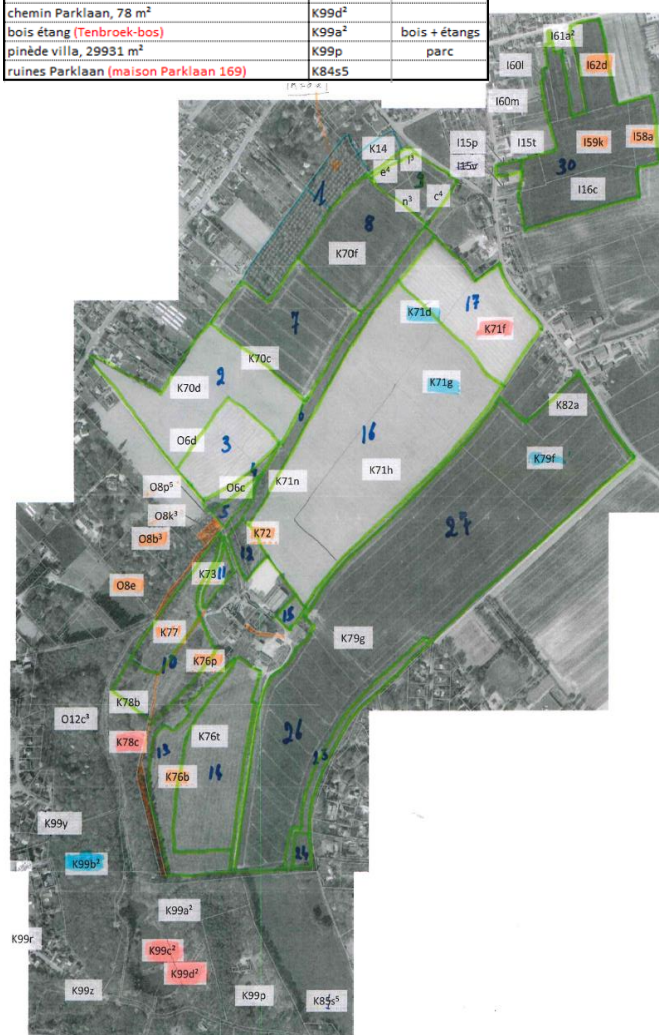 chemin Parklaan, 78 m² K99d²
bois étang (Tenbroek-bos) K99a² bois + étangs
pinède villa, 29931 m² K99p parc
ruines Parklaan (maison Parklaan 169) K84s5
I61a²
I60l I62d
I60m
K14 I15p I15t I59k I58a
l³ I15v
e⁴ 9 30
1 n³ c⁴ I16c
8
K70f
17
7 K71d K71f
K70c
2 K71g
K70d K82a
6
16
O6d 3 K79f
K71h
4
O8p⁵ O6c K71n
O8k³ 5 27
O8b³ K72
12
K73 11
O8e
15
K77 K79g
10 K76p
K78b
O12c³ K76t 26
K78c 13 23
14
K76b
K99y
24
K99b²
K99a²
K99r
K99c²
K99d²
K99z K99p